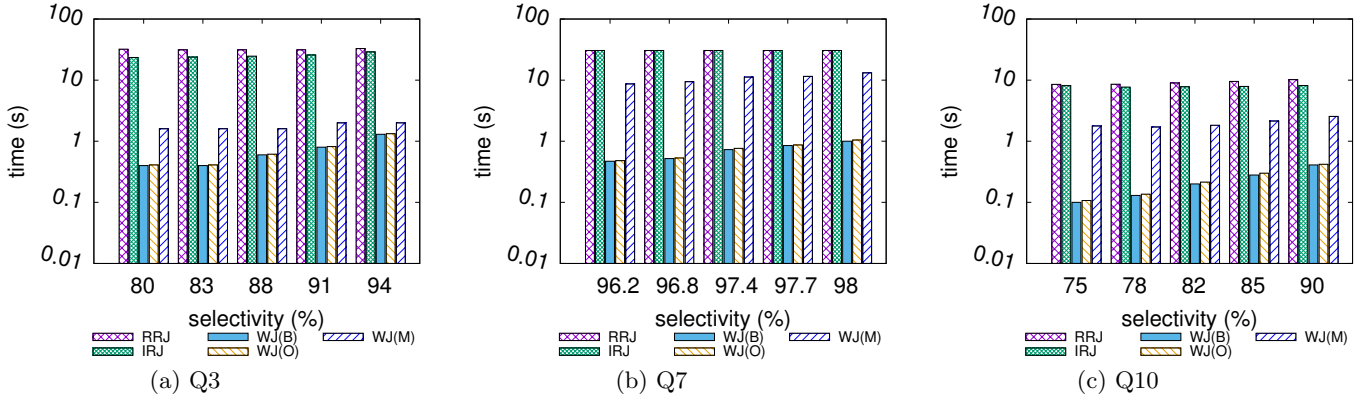 100
10
1
0.1
0.01
time (s)
80 83 88 91 94
selectivity (%)
RRJ WJ(B) WJ(M)
IRJ WJ(O)
(a) Q3
100
10
1
0.1
0.01
time (s)
96.2 96.8 97.4 97.7 98
selectivity (%)
RRJ WJ(B) WJ(M)
IRJ WJ(O)
(b) Q7
100
10
1
0.1
0.01
time (s)
75 78 82 85 90
selectivity (%)
RRJ WJ(B) WJ(M)
IRJ WJ(O)
(c) Q10